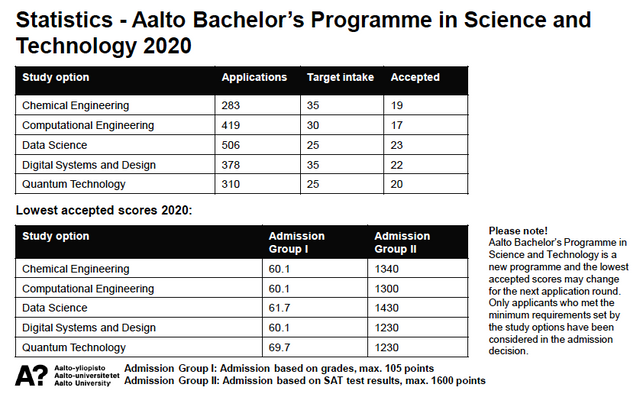 Statistics - Aalto Bachelor's Programme in Science and
Technology 2020
Study option Applications Target intake Accepted
Chemical Engineering 283 35 19
Computational Engineering 419 30 17
Data Science 506 25 23
Digital Systems and Design 378 35 22
Quantum Technology 310 25 20
Lowest accepted scores 2020:
Study option Admission Group I Admission Group II
Chemical Engineering 60.1 1340
Computational Engineering 60.1 1300
Data Science 61.7 1430
Digital Systems and Design 60.1 1230
Quantum Technology 69.7 1230
Please note!
Aalto Bachelor's Programme in
Science and Technology is a
new programme and the lowest
accepted scores may change
for the next application round.
Only applicants who met the
minimum requirements set by
the study options have been
considered in the admission
decision.
A?
Aalto-yliopisto
Aalto-universitetet
Aalto University
Admission Group I: Admission based on grades, max. 105 points
Admission Group II: Admission based on SAT test results, max. 1600 points